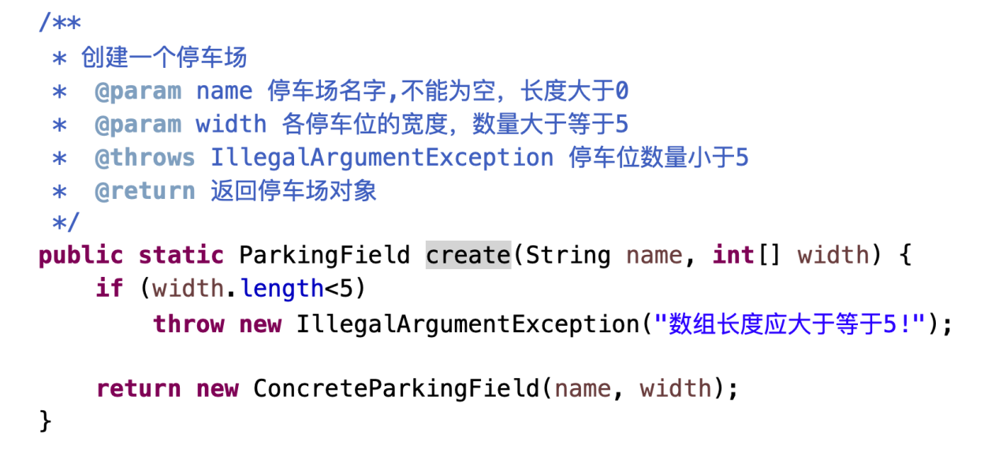 /**
 * 创建一个停车场
 *  @param name 停车场名字,不能为空，长度大于0
 *  @param width 各停车位的宽度，数量大于等于5
 *  @throws IllegalArgumentException 停车位数量小于5
 *  @return 返回停车场对象
 */
public static ParkingField create(String name, int[] width) {
    if (width.length<5)
        throw new IllegalArgumentException("数组长度应大于等于5!");

    return new ConcreteParkingField(name, width);
}